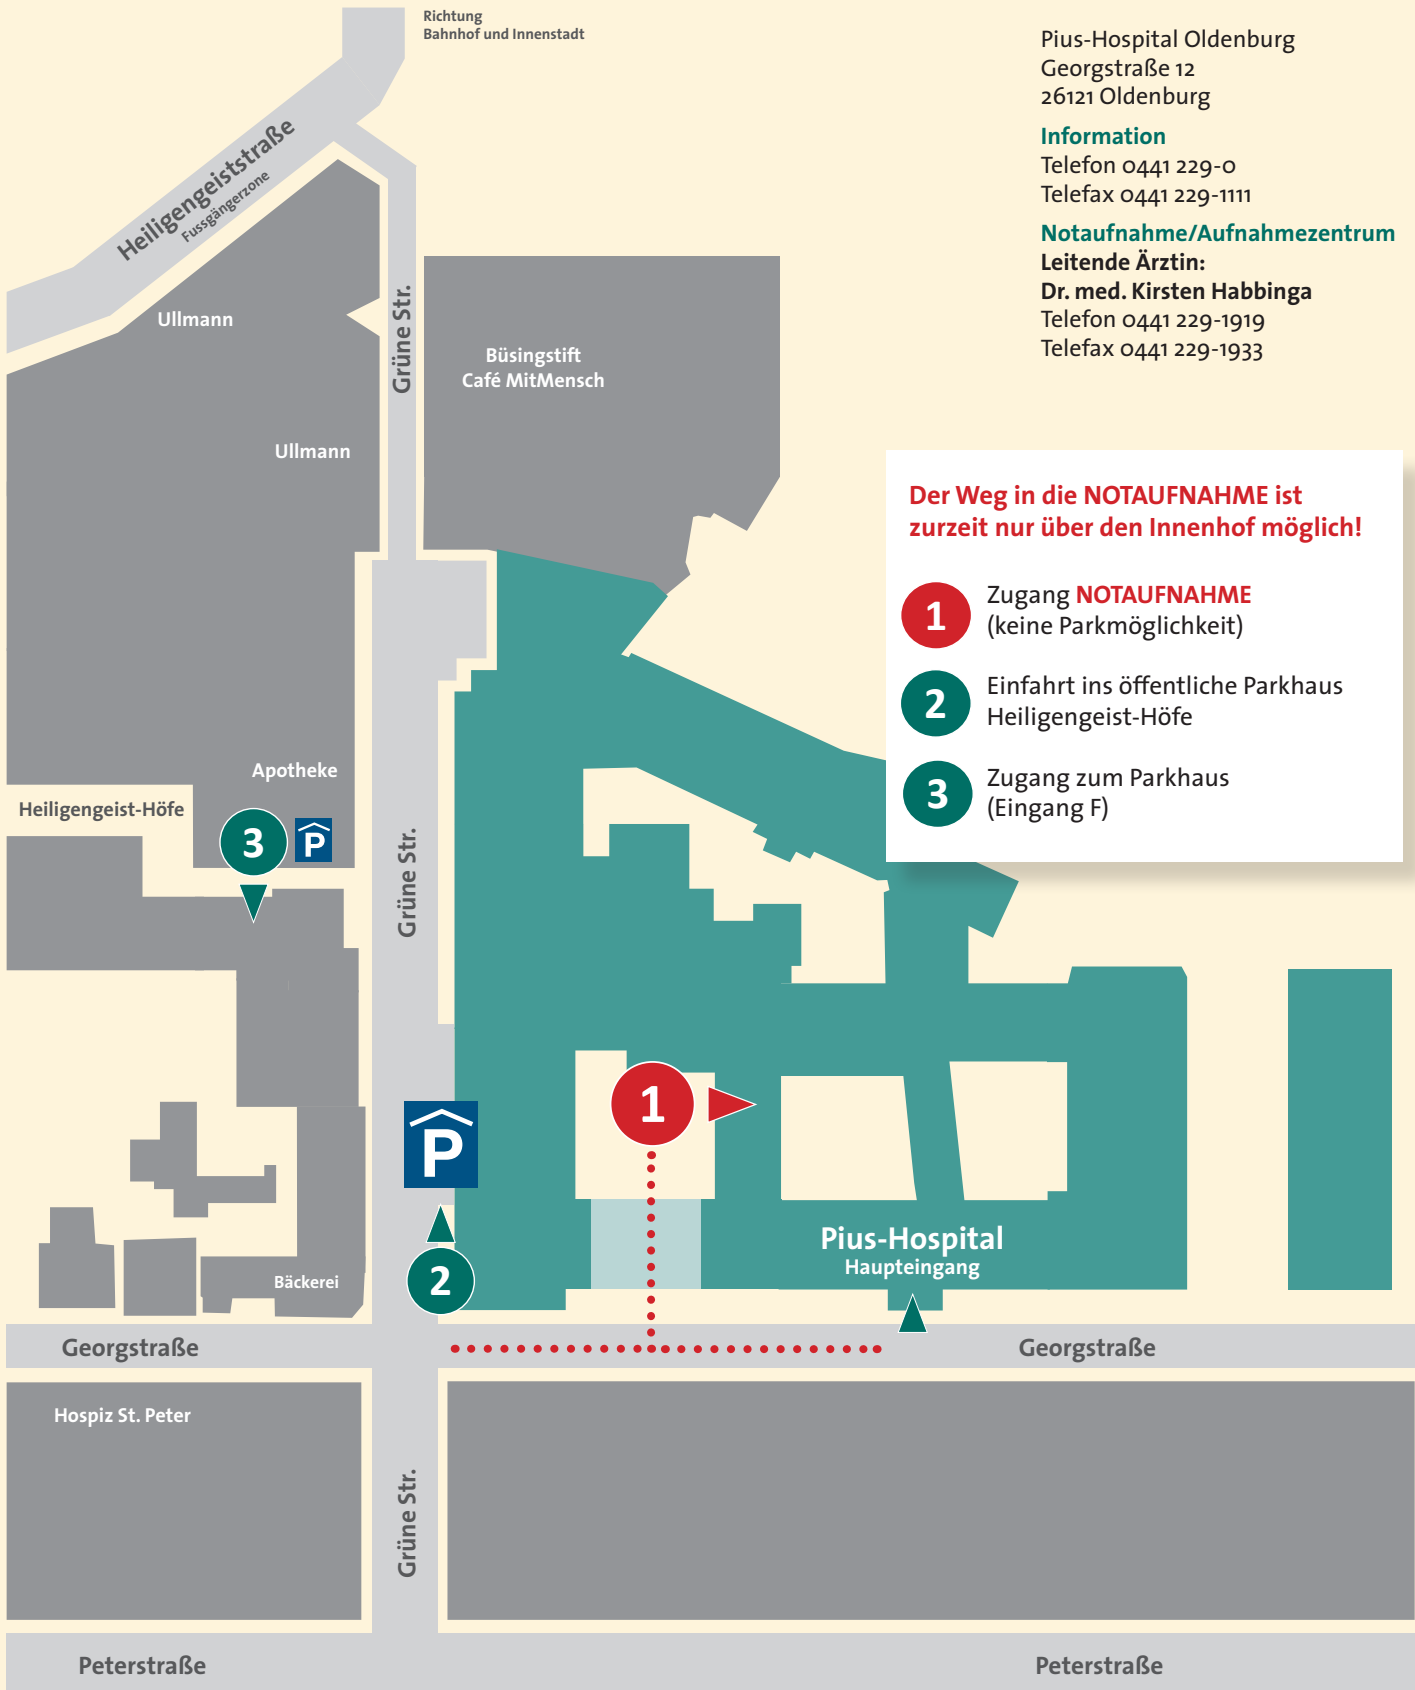 Richtung
Bahnhof und Innenstadt
Pius-Hospital Oldenburg
Georgstraße 12
26121 Oldenburg
Information
Telefon 0441 229-0
Telefax 0441 229-1111
Notaufnahme/Aufnahmezentrum
Leitende Ärztin:
Dr. med. Kirsten Habbinga
Telefon 0441 229-1919
Telefax 0441 229-1933
Heiligengeiststraße
Fussgängerzone
Ullmann
Grüne Str.
Büsingstift
Café MitMensch
Ullmann
Der Weg in die NOTAUFNAHME ist
zurzeit nur über den Innenhof möglich!
1 Zugang NOTAUFNAHME
(keine Parkmöglichkeit)
2 Einfahrt ins öffentliche Parkhaus
Heiligengeist-Höfe
3 Zugang zum Parkhaus
(Eingang F)
Apotheke
Heiligengeist-Höfe
3
P
Grüne Str.
1
P
2
Pius-Hospital
Haupteingang
Bäckerei
Georgstraße
Georgstraße
Hospiz St. Peter
Grüne Str.
Peterstraße
Peterstraße